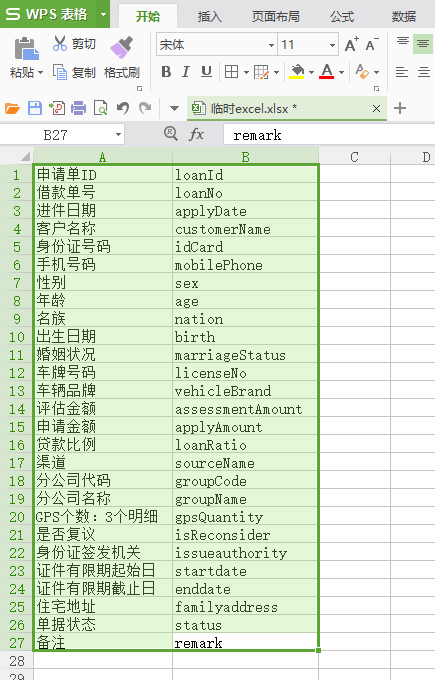 S WPS 表格 开始 插入 页面布局 公式 数据
粘贴 剪切 复制 格式刷 宋体 11 A+ A-
B I U A
临时excel.xlsx *
B27 fx remark
A B C D
1 申请单ID loanId
2 借款单号 loanNo
3 进件日期 applyDate
4 客户名称 customerName
5 身份证号码 idCard
6 手机号码 mobilePhone
7 性别 sex
8 年龄 age
9 名族 nation
10 出生日期 birth
11 婚姻状况 marriageStatus
12 车牌号码 licenseNo
13 车辆品牌 vehicleBrand
14 评估金额 assessmentAmount
15 申请金额 applyAmount
16 贷款比例 loanRatio
17 渠道 sourceName
18 分公司代码 groupCode
19 分公司名称 groupName
20 GPS个数：3个明细 gpsQuantity
21 是否复议 isReconsider
22 身份证签发机关 issueauthority
23 证件有限期起始日 startdate
24 证件有限期截止日 enddate
25 住宅地址 familyaddress
26 单据状态 status
27 备注 remark
28
29